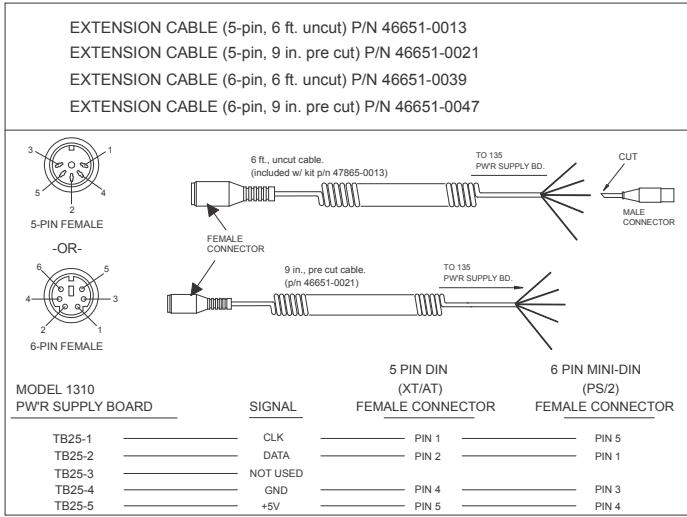 EXTENSION CABLE (5-pin, 6 ft. uncut) P/N 46651-0013
EXTENSION CABLE (5-pin, 9 in. pre cut) P/N 46651-0021
EXTENSION CABLE (6-pin, 6 ft. uncut) P/N 46651-0039
EXTENSION CABLE (6-pin, 9 in. pre cut) P/N 46651-0047
3
1
5
4
2
5-PIN FEMALE
-OR-
6
5
4
3
2
1
6-PIN FEMALE
6 ft., uncut cable.
(included w/ kit p/n 47865-0013)
TO 135
PW'R SUPPLY BD.
CUT
MALE
CONNECTOR
FEMALE
CONNECTOR
9 in., pre cut cable.
(p/n 46651-0021)
TO 135
PW'R SUPPLY BD.
MODEL 1310
PW'R SUPPLY BOARD
SIGNAL
5 PIN DIN
(XT/AT)
FEMALE CONNECTOR
6 PIN MINI-DIN
(PS/2)
FEMALE CONNECTOR
TB25-1 CLK PIN 1 PIN 5
TB25-2 DATA PIN 2 PIN 1
TB25-3 NOT USED
TB25-4 GND PIN 4 PIN 3
TB25-5 +5V PIN 5 PIN 4